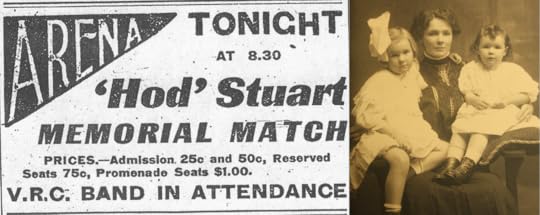 ARENA
TONIGHT
AT 8.30
'Hod' Stuart
MEMORIAL MATCH
PRICES.—Admission 25c and 50c, Reserved
Seats 75c, Promenade Seats $1.00.
V.R.C. BAND IN ATTENDANCE